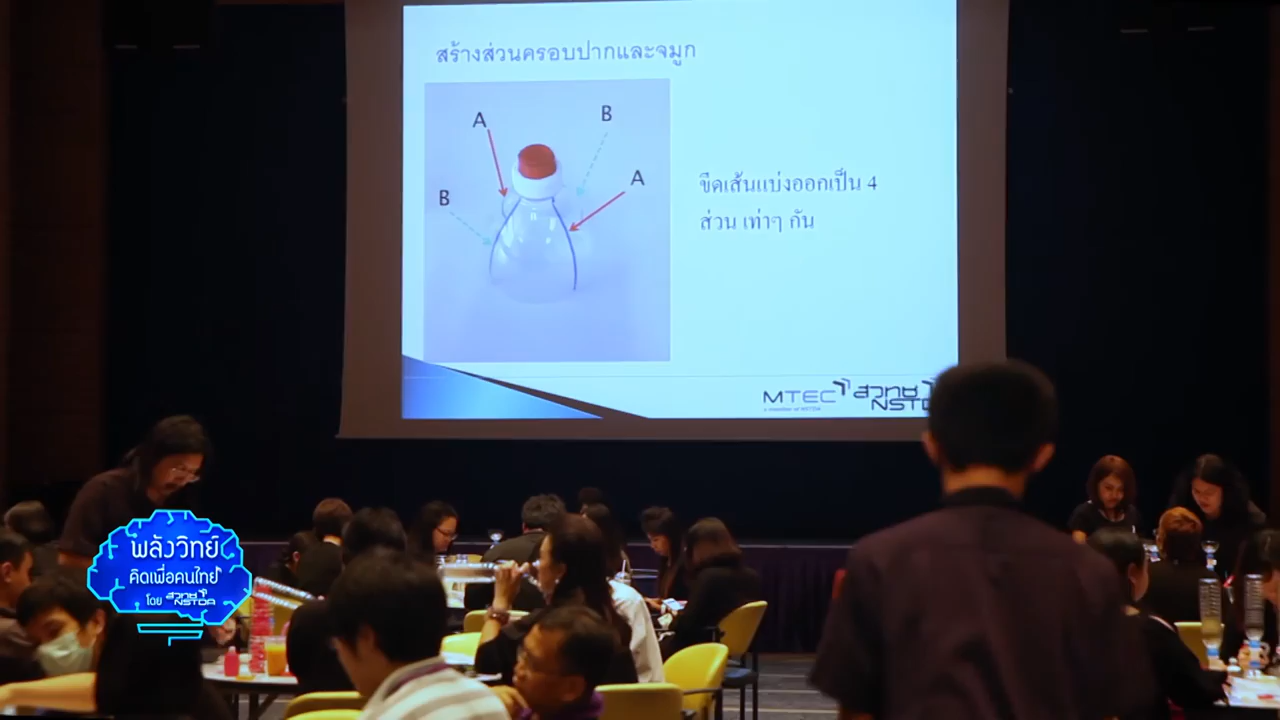 สร้างส่วนครอบปากและจมูก
A
B
B
A
ขีดเส้นแบ่งออกเป็น 4
ส่วน เท่าๆ กัน
MTEC
a member of NSTDA
สวทช
พลังวิทย์
คิดเพื่อคนไทย
โดย สวทช
NSTDA